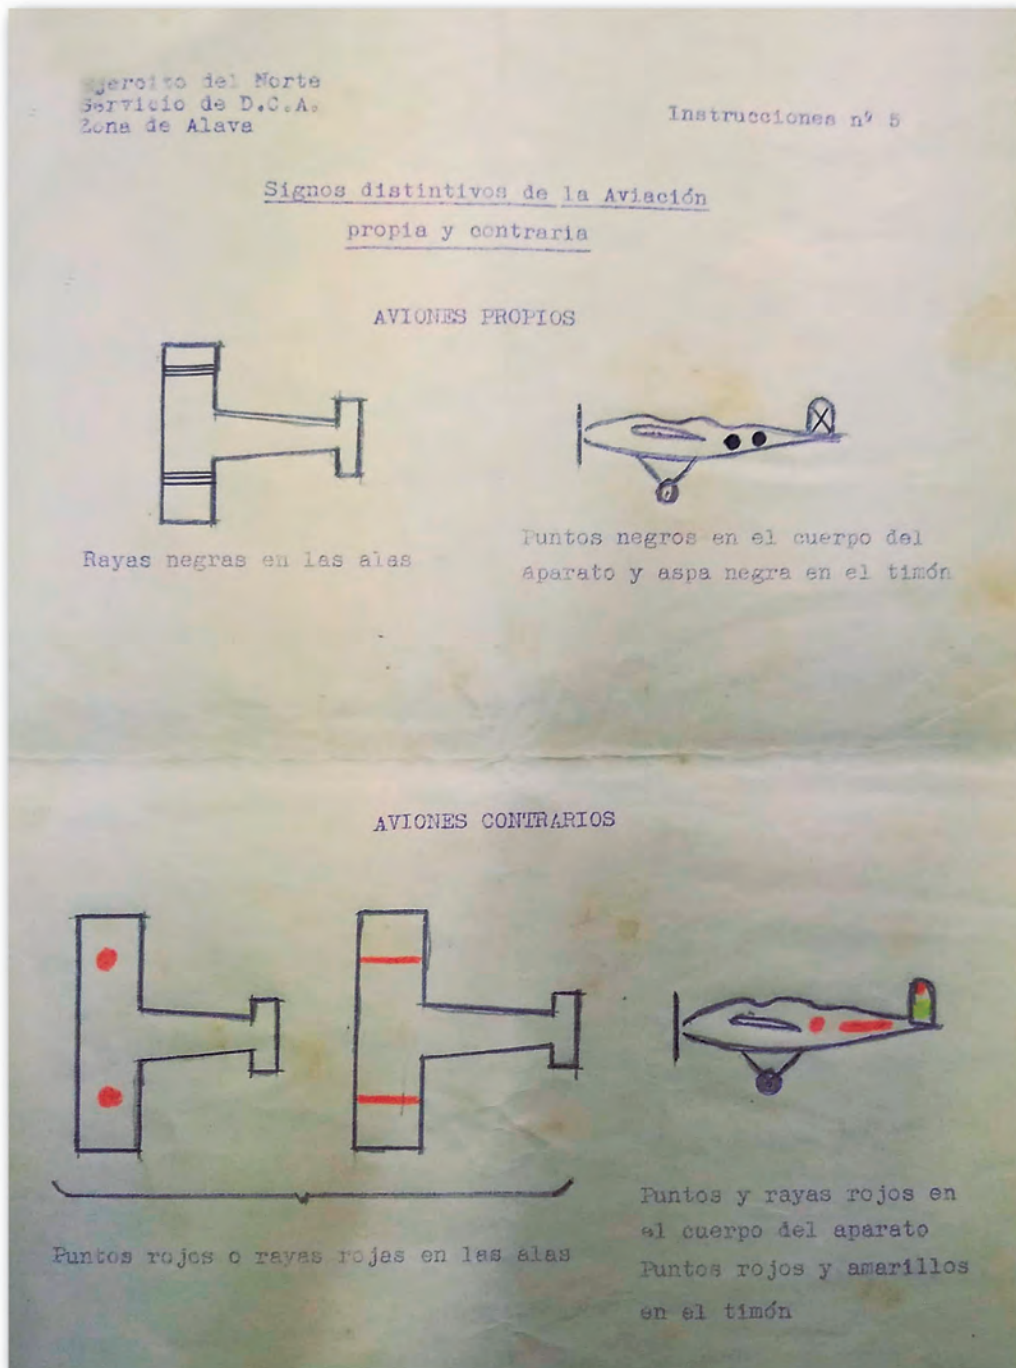 Ejercito del Norte
Servicio de D.C.A.
Zona de Alava
Instrucciones nº 5
Signos distintivos de la Aviación
propia y contraria
AVIONES PROPIOS
Rayas negras en las alas
Puntos negros en el cuerpo del
aparato y aspa negra en el timón
AVIONES CONTRARIOS
Puntos rojos o rayas rojas en las alas
Puntos y rayas rojos en
el cuerpo del aparato
Puntos rojos y amarillos
en el timón